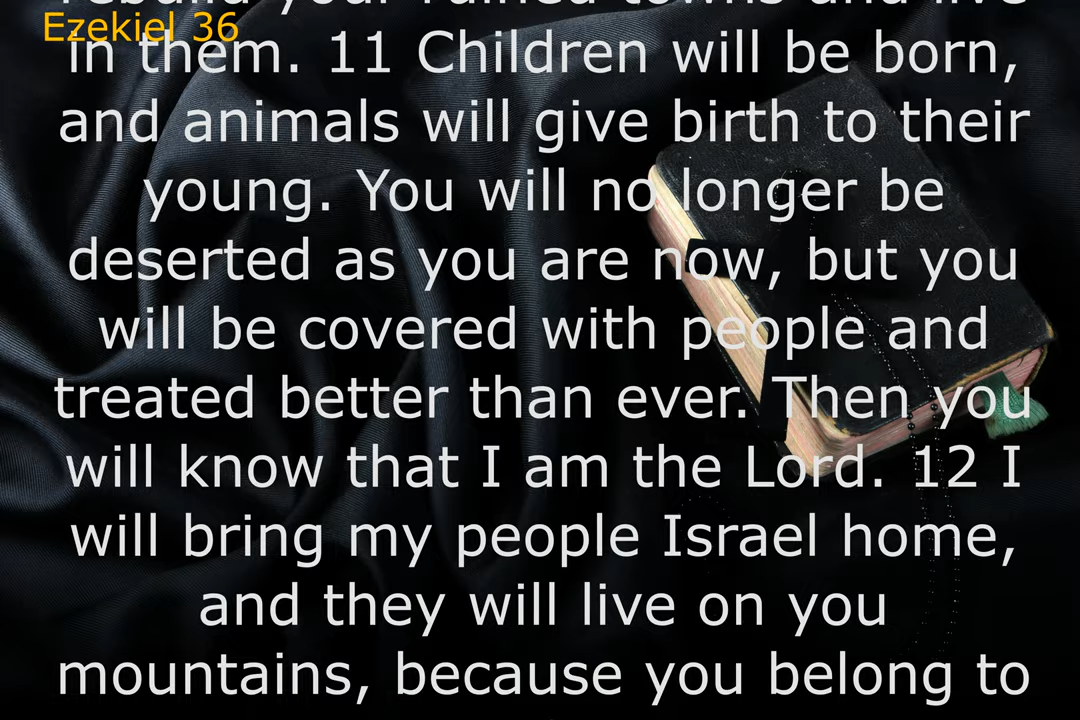 Ezekiel 36
rebuild your ruined towns and live
in them. 11 Children will be born,
and animals will give birth to their
young. You will no longer be
deserted as you are now, but you
will be covered with people and
treated better than ever. Then you
will know that I am the Lord. 12 I
will bring my people Israel home,
and they will live on you
mountains, because you belong to